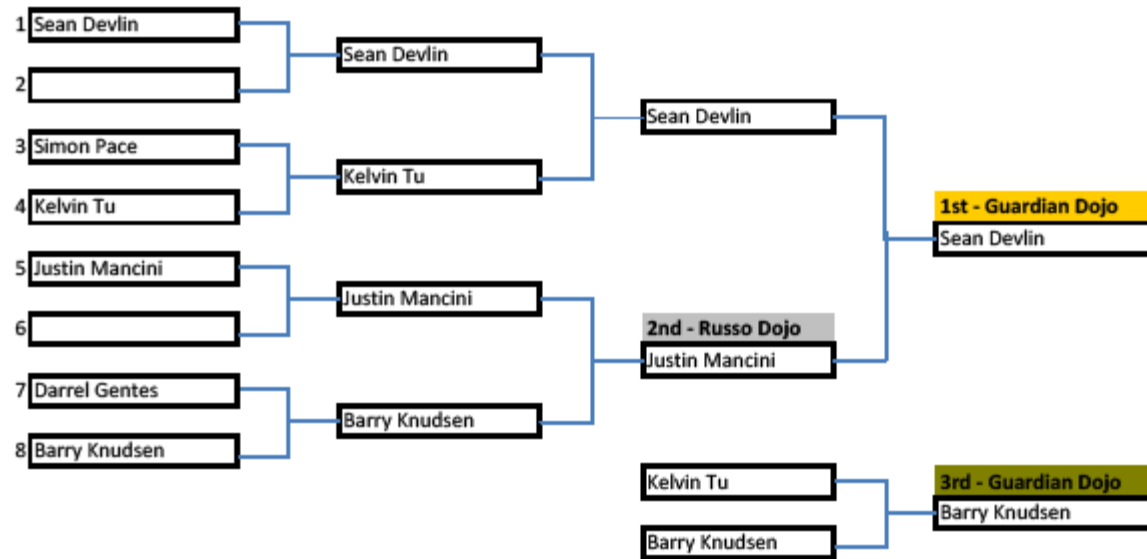 1 Sean Devlin
2
3 Simon Pace
4 Kelvin Tu
5 Justin Mancini
6
7 Darrel Gentes
8 Barry Knudsen
Sean Devlin
Kelvin Tu
Justin Mancini
Barry Knudsen
Sean Devlin
2nd - Russo Dojo
Justin Mancini
Kelvin Tu
Barry Knudsen
1st - Guardian Dojo
Sean Devlin
3rd - Guardian Dojo
Barry Knudsen